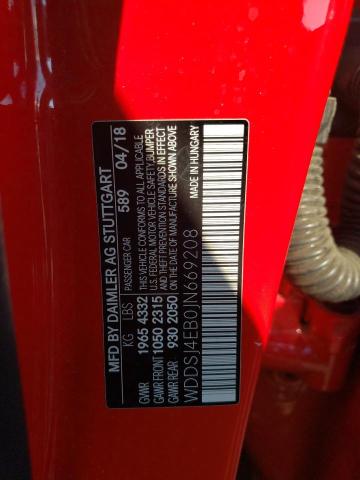 MFD BY DAIMLER AG STUTTGART
PASSENGER CAR 589 04/18
KG LBS THIS VEHICLE CONFORMS TO ALL APPLICABLE
U.S. FEDERAL MOTOR VEHICLE SAFETY, BUMPER
GVWR 1965 4332 AND THEFT PREVENTION STANDARDS IN EFFECT
GAWR FRONT 1050 2315 ON THE DATE OF MANUFACTURE SHOWN ABOVE
GAWR REAR 930 2050 MADE IN HUNGARY
WDDSJ4EB0JN669208